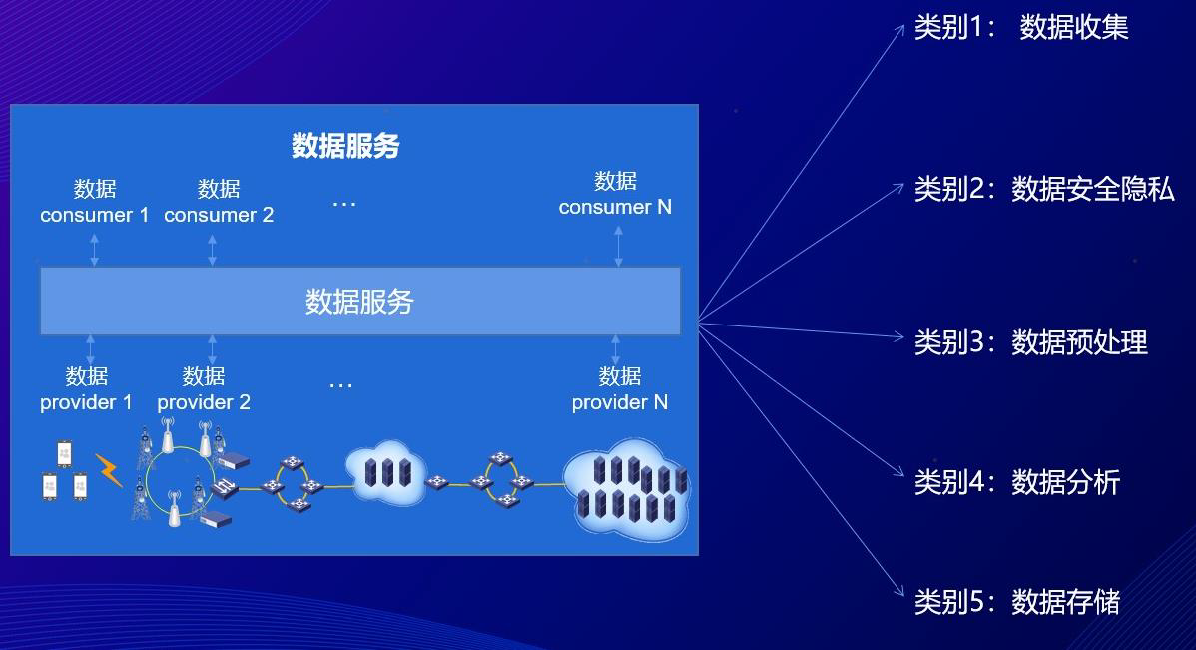 数据服务
数据
consumer 1
数据
consumer 2
...
数据
consumer N
数据服务
数据
provider 1
数据
provider 2
...
数据
provider N
类别1： 数据收集
类别2：数据安全隐私
类别3：数据预处理
类别4：数据分析
类别5：数据存储